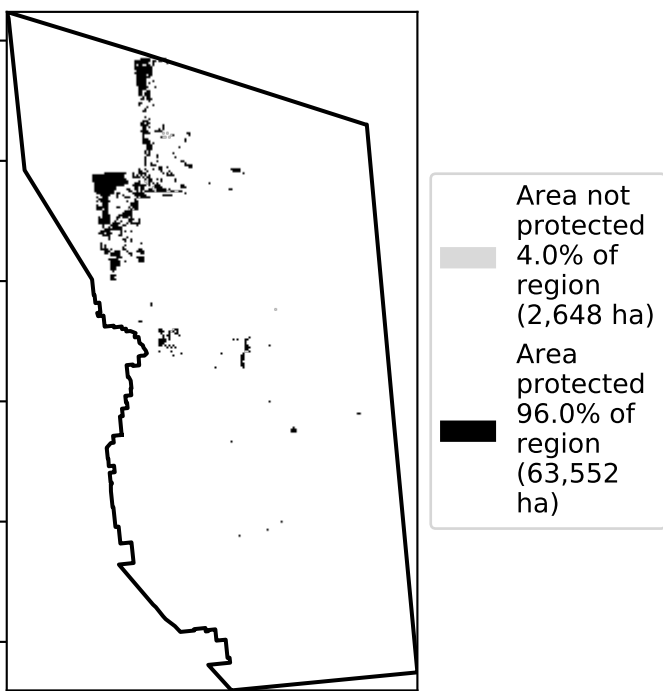 Area not
protected
4.0% of
region
(2,648 ha)
Area
protected
96.0% of
region
(63,552
ha)